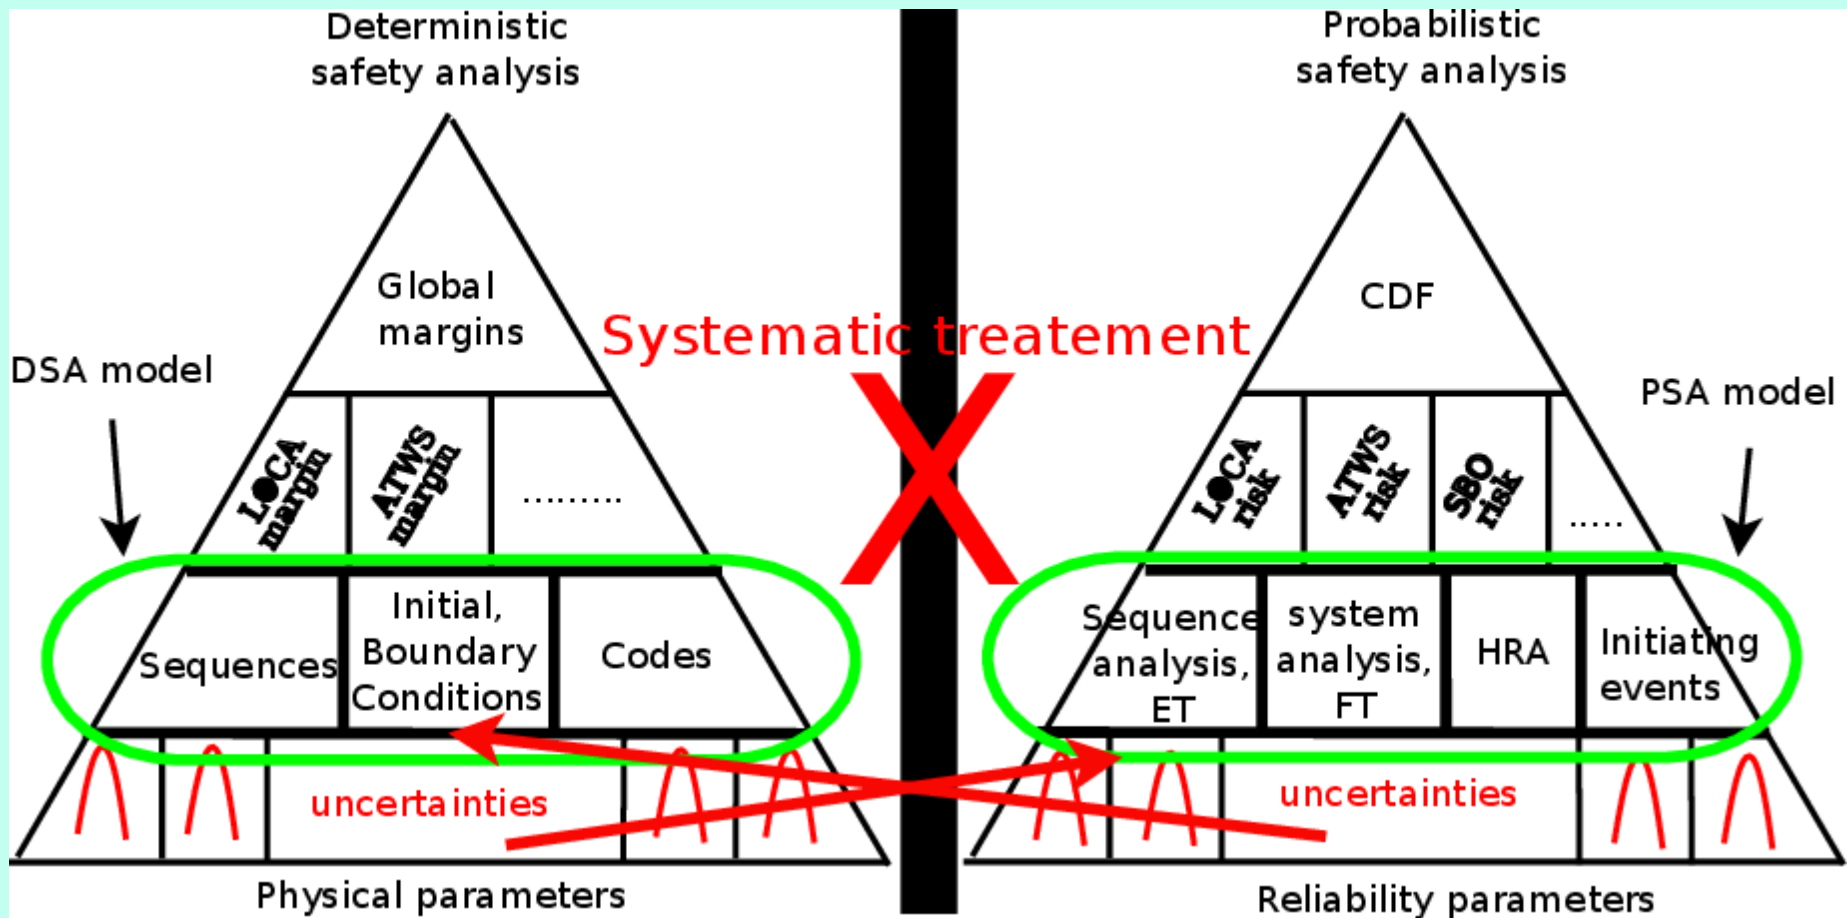 Deterministic
safety analysis
Global
margins
DSA model
LOCA
margin
ATWS
margin
.........
Sequences
Initial,
Boundary
Conditions
Codes
uncertainties
Physical parameters
Systematic treatement
X
Probabilistic
safety analysis
CDF
PSA model
LOCA
risk
ATWS
risk
SBO
risk
.....
Sequence
analysis,
ET
system
analysis,
FT
HRA
Initiating
events
uncertainties
Reliability parameters